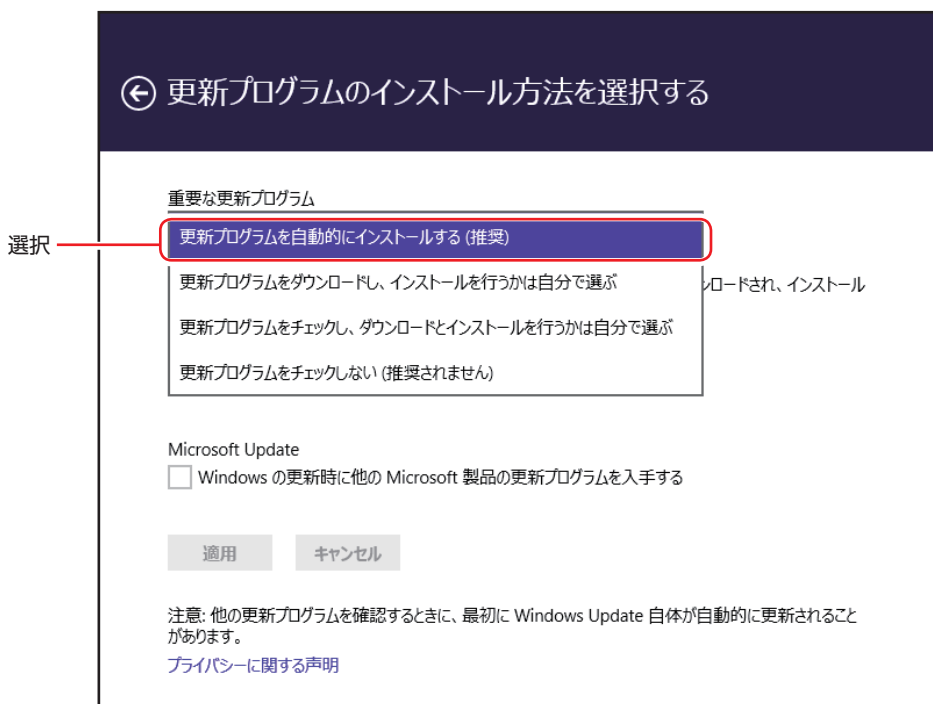 更新プログラムのインストール方法を選択する
重要な更新プログラム
選択
更新プログラムを自動的にインストールする (推奨)
更新プログラムをダウンロードし、インストールを行うかは自分で選ぶ
ンロードされ、インストール
更新プログラムをチェックし、ダウンロードとインストールを行うかは自分で選ぶ
更新プログラムをチェックしない (推奨されません)
Microsoft Update
Windows の更新時に他の Microsoft 製品の更新プログラムを入手する
適用 キャンセル
注意: 他の更新プログラムを確認するときに、最初に Windows Update 自体が自動的に更新されること
があります。
プライバシーに関する声明